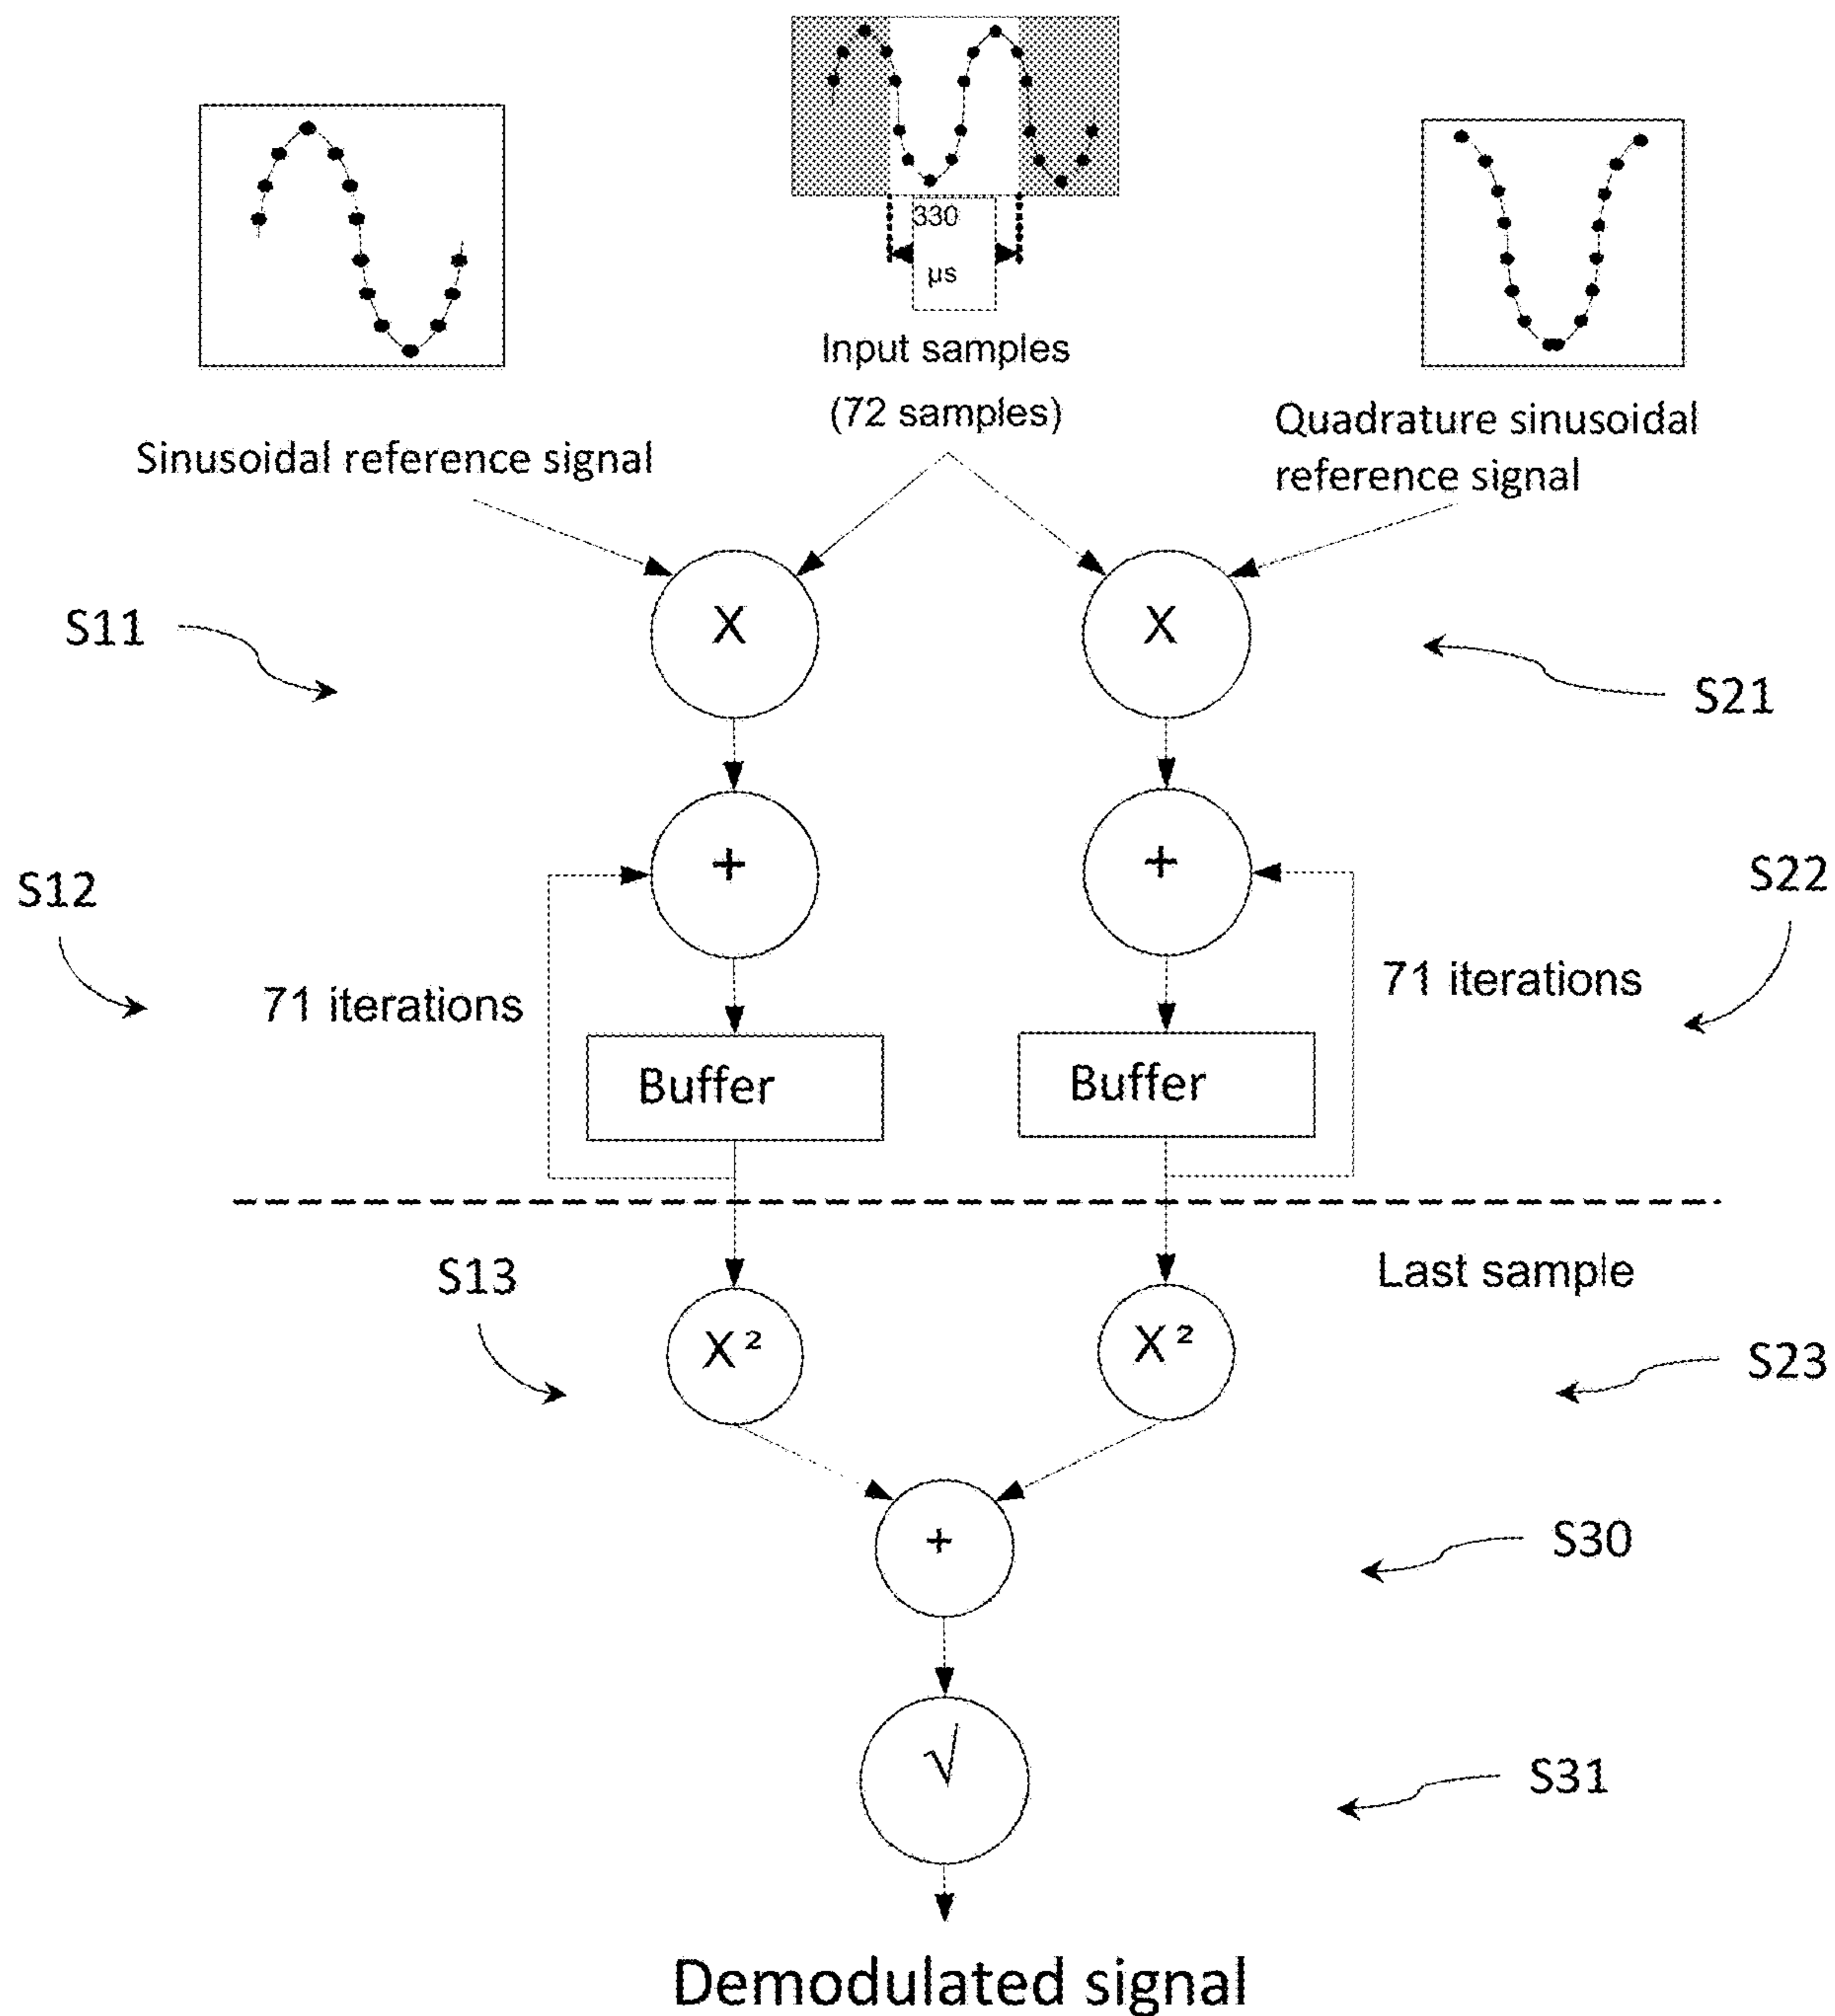 330
µs
Input samples
(72 samples)
Sinusoidal reference signal
Quadrature sinusoidal
reference signal
X
X
S11
S21
+
+
S12
S22
71 iterations
71 iterations
Buffer
Buffer
Last sample
S13
X²
X²
S23
+
S30
√
S31
Demodulated signal